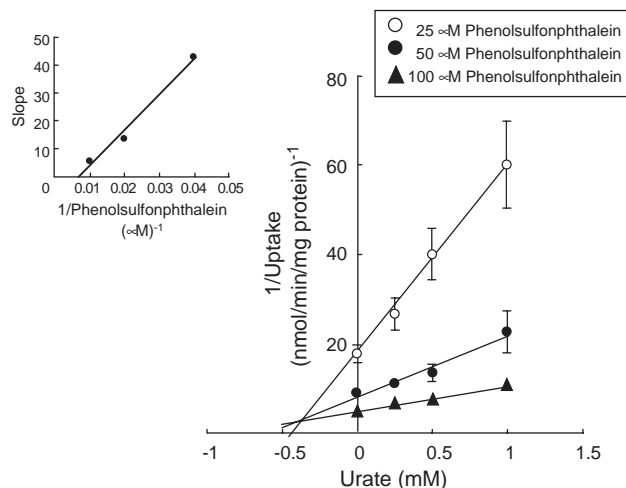 25 ∝M Phenolsulfonphthalein
50 ∝M Phenolsulfonphthalein
100 ∝M Phenolsulfonphthalein
Slope
50
40
30
20
10
0
0.01
0.02
0.03
0.04
0.05
1/Phenolsulfonphthalein
(∝M)-1
1/Uptake
(nmol/min/mg protein)-1
80
60
40
20
-1
-0.5
0
0.5
1
1.5
Urate (mM)